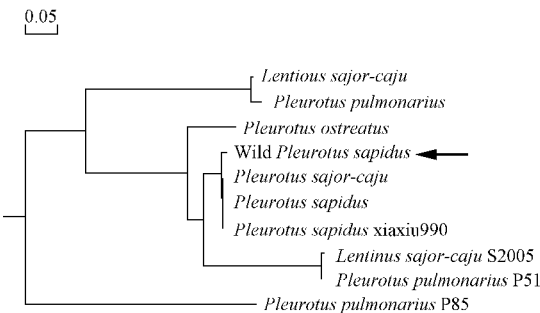 0.05
Lentious sajor-caju
Pleurotus pulmonarius
Pleurotus ostreatus
Wild Pleurotus sapidus
Pleurotus sajor-caju
Pleurotus sapidus
Pleurotus sapidus xiaxiu990
Lentinus sajor-caju S2005
Pleurotus pulmonarius P51
Pleurotus pulmonarius P85